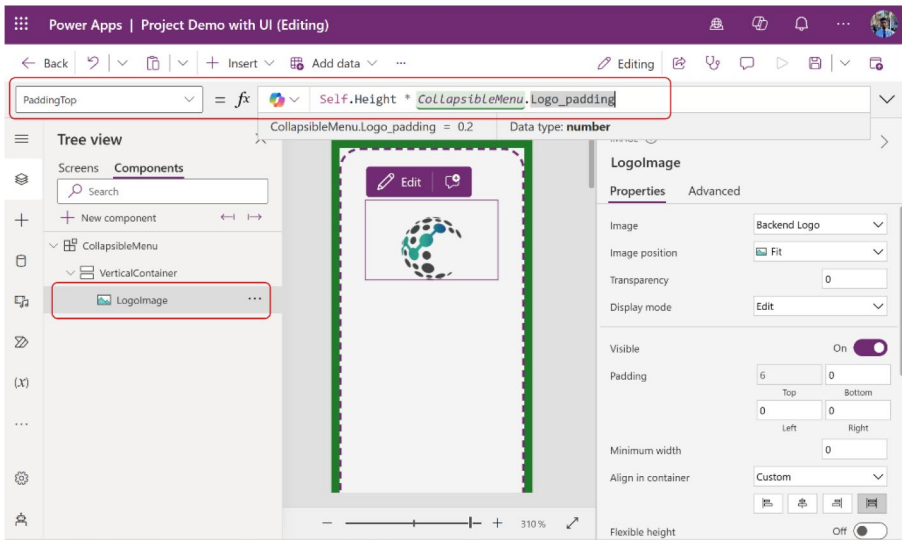 Power Apps | Project Demo with UI (Editing)
Back Insert Add data ... Editing
PaddingTop = fx Self.Height * CollapsibleMenu.Logo_padding
CollapsibleMenu.Logo_padding = 0.2 Data type: number
Tree view
Screens Components
Search
New component
CollapsibleMenu
VerticalContainer
LogoImage ...
Edit
310 %
LogoImage
Properties Advanced
Image Backend Logo
Image position Fit
Transparency 0
Display mode Edit
Visible On
Padding 6 0
Top Bottom
0 0
Left Right
Minimum width 0
Align in container Custom
Flexible height Off